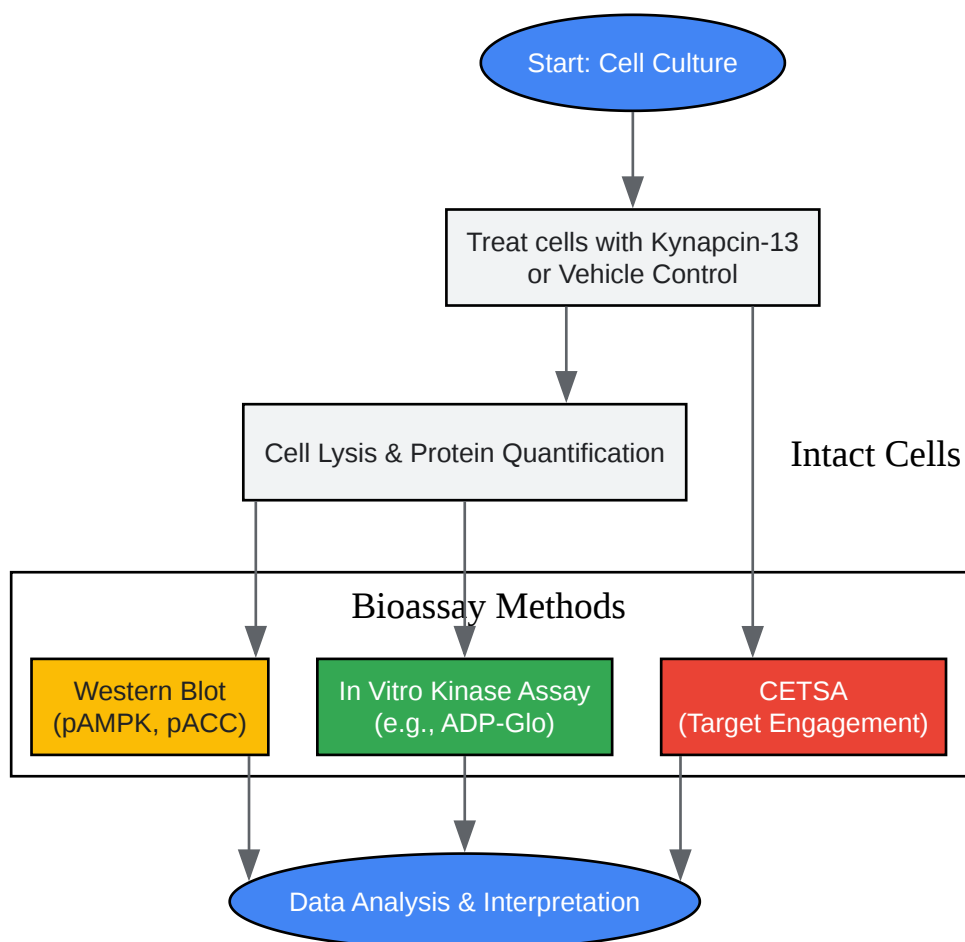 Start: Cell Culture
Treat cells with Kynapcin-13
or Vehicle Control
Cell Lysis & Protein Quantification
Intact Cells
Bioassay Methods
Western Blot
(pAMPK, pACC)
In Vitro Kinase Assay
(e.g., ADP-Glo)
CETSA
(Target Engagement)
Data Analysis & Interpretation